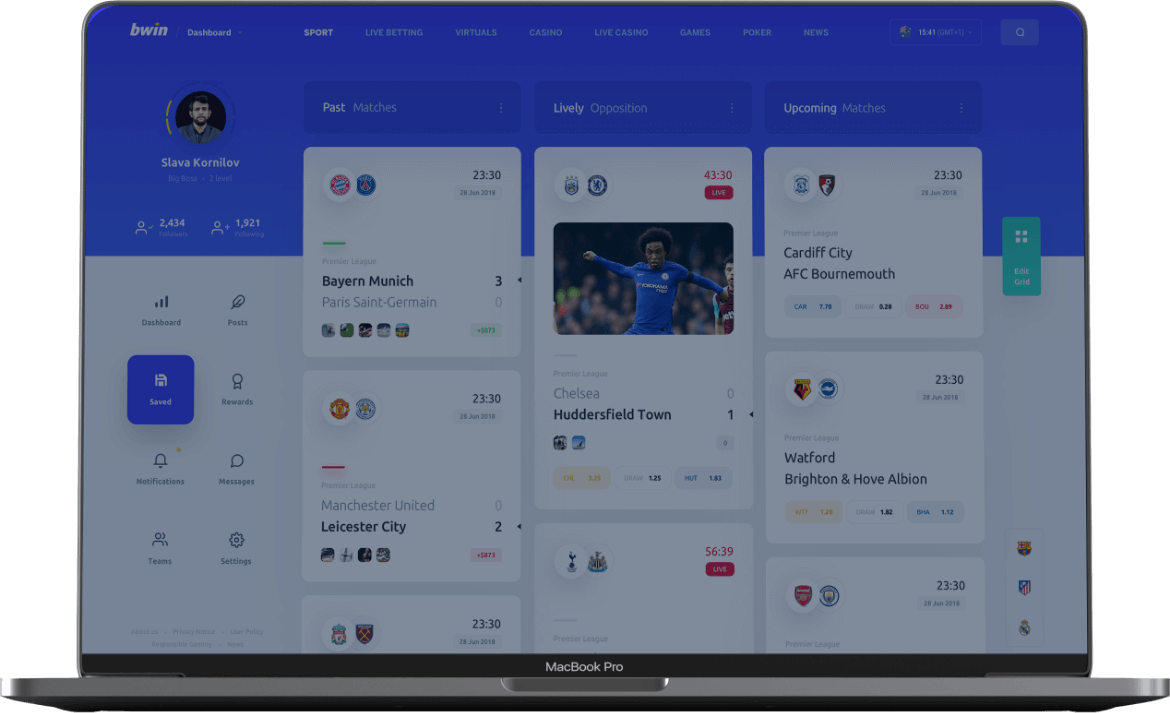 bwin Dashboard SPORT LIVE BETTING VIRTUALS CASINO LIVE CASINO GAMES POKER NEWS 15:41 (GMT+1)
Slava Kornilov
Big Boss • 2 level
2,434
Followers
1,921
Following
Dashboard
Posts
Saved
Rewards
Notifications
Messages
Teams
Settings
About us Privacy Notice User Policy
Responsible Gaming News
Past Matches
23:30
28 Jun 2018
Premier League
Bayern Munich 3
Paris Saint-Germain 0
+$873
23:30
28 Jun 2018
Premier League
Manchester United 0
Leicester City 2
+$873
23:30
28 Jun 2018
Lively Opposition
43:30
LIVE
YOKOHAMA
Premier League
Chelsea 0
Huddersfield Town 1
0
CHL 3.25 DRAW 1.25 HUT 1.83
56:39
LIVE
Premier League
Upcoming Matches
23:30
28 Jun 2018
Premier League
Cardiff City
AFC Bournemouth
CAR 7.76 DRAW 0.28 BOU 2.89
23:30
28 Jun 2018
Premier League
Watford
Brighton & Hove Albion
WTT 1.28 DRAW 1.82 BHA 1.12
23:30
28 Jun 2018
Premier League
Edit
Grid
MacBook Pro